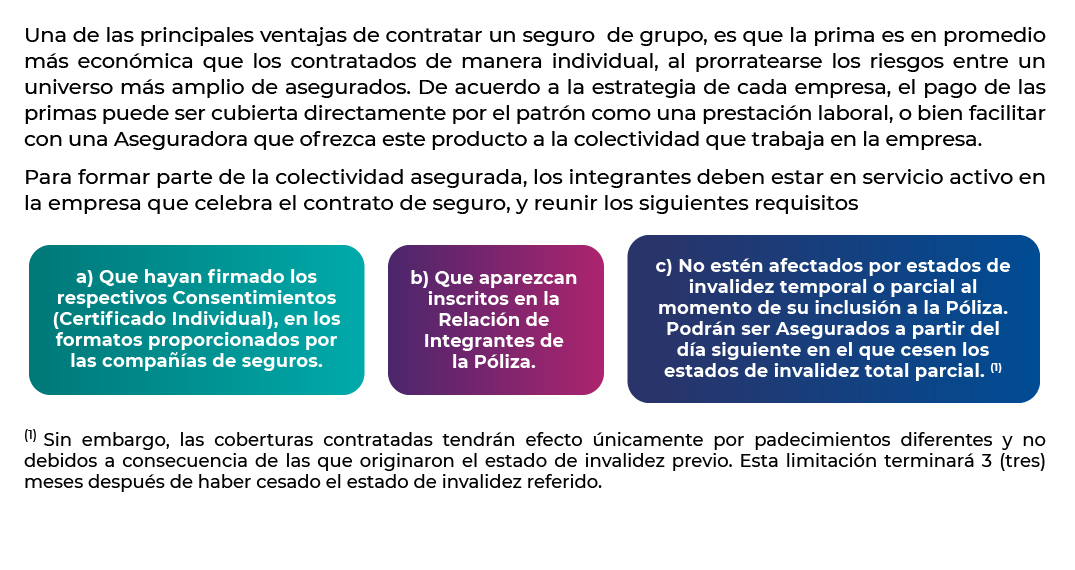 Una de las principales ventajas de contratar un seguro  de grupo, es que la prima es en promedio
más económica que los contratados de manera individual, al prorratearse los riesgos entre un
universo más amplio de asegurados. De acuerdo a la estrategia de cada empresa, el pago de las
primas puede ser cubierta directamente por el patrón como una prestación laboral, o bien facilitar
con una Aseguradora que ofrezca este producto a la colectividad que trabaja en la empresa.
Para formar parte de la colectividad asegurada, los integrantes deben estar en servicio activo en
la empresa que celebra el contrato de seguro, y reunir los siguientes requisitos
a) Que hayan firmado los
respectivos Consentimientos
(Certificado Individual), en los
formatos proporcionados por
las compañías de seguros.
b) Que aparezcan
inscritos en la
Relación de
Integrantes de
la Póliza.
c) No estén afectados por estados de
invalidez temporal o parcial al
momento de su inclusión a la Póliza.
Podrán ser Asegurados a partir del
día siguiente en el que cesen los
estados de invalidez total parcial. (1)
(1) Sin embargo, las coberturas contratadas tendrán efecto únicamente por padecimientos diferentes y no
debidos a consecuencia de las que originaron el estado de invalidez previo. Esta limitación terminará 3 (tres)
meses después de haber cesado el estado de invalidez referido.